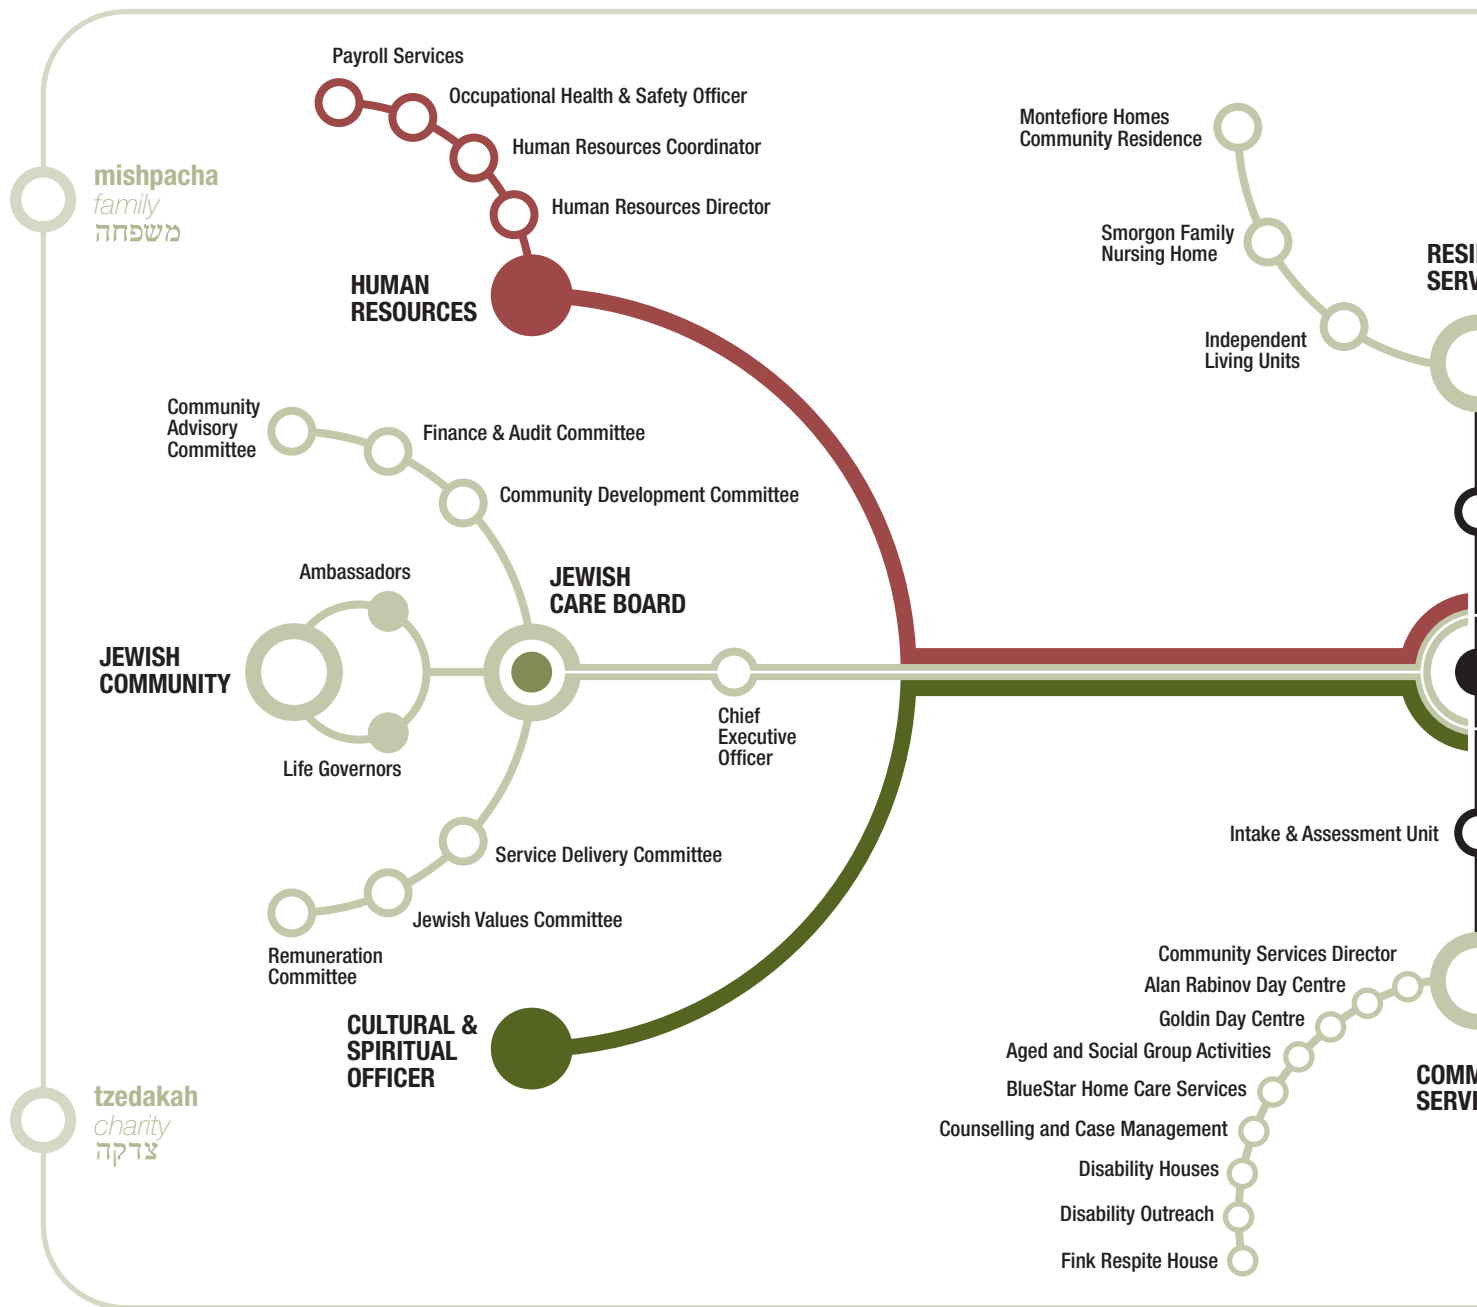 Payroll Services
Occupational Health & Safety Officer
Human Resources Coordinator
Human Resources Director
HUMAN
RESOURCES
mishpacha
family
משפחה
Montefiore Homes
Community Residence
Smorgon Family
Nursing Home
Independent
Living Units
RESI
SERV
Community
Advisory
Committee
Finance & Audit Committee
Community Development Committee
Ambassadors
JEWISH
CARE BOARD
JEWISH
COMMUNITY
Life Governors
Chief
Executive
Officer
Service Delivery Committee
Jewish Values Committee
Remuneration
Committee
CULTURAL &
SPIRITUAL
OFFICER
tzedakah
charity
צדקה
Intake & Assessment Unit
Community Services Director
Alan Rabinov Day Centre
Goldin Day Centre
Aged and Social Group Activities
BlueStar Home Care Services
Counselling and Case Management
Disability Houses
Disability Outreach
Fink Respite House
COMM
SERVI